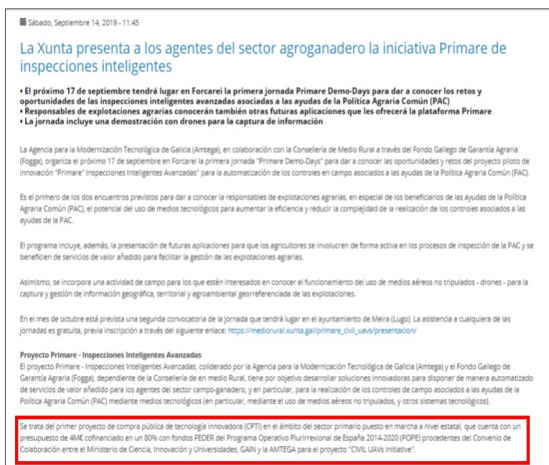 Sábado, Septiembre 14, 2019 - 11:45
La Xunta presenta a los agentes del sector agroganadero la iniciativa Primare de
inspecciones inteligentes
• El próximo 17 de septiembre tendrá lugar en Forcarei la primera jornada Primare Demo-Days para dar a conocer los retos y
oportunidades de las inspecciones inteligentes avanzadas asociadas a las ayudas de la Política Agraria Común (PAC)
• Responsables de explotaciones agrarias conocerán también otras futuras aplicaciones que les ofrecerá la plataforma Primare
• La jornada incluye una demostración con drones para la captura de información
La Agencia para la Modernización Tecnológica de Galicia (Amtega), en colaboración con la Consellería de Medio Rural a través del Fondo Gallego de Garantía Agraria
(Fogga), organiza el próximo 17 de septiembre en Forcarei la primera jornada "Primare Demo-Days" para dar a conocer las oportunidades y retos del proyecto piloto de
innovación "Primare" Inspecciones Inteligentes Avanzadas" para la automatización de los controles en campo asociados a las ayudas de la Política Agraria Común (PAC).
Es el primero de los dos encuentros previstos para dar a conocer la responsables de explotaciones agrarias, en especial de los beneficiarios de las ayudas de la Política
Agraria Común (PAC), el potencial del uso de medios tecnológicos para aumentar la eficiencia y reducir la complejidad de la realización de los controles asociados a las
ayudas de la PAC.
El programa incluye, además, la presentación de futuras aplicaciones para que los agricultores se involucren de forma activa en los procesos de inspección de la PAC y se
beneficien de servicios de valor añadido para facilitar la gestión de las explotaciones agrarias.
Asimismo, se incorpora una actividad de campo para los que estén interesados en conocer el funcionamiento del uso de medios aéreos no tripulados - drones - para la
captura y gestión de información geográfica, territorial y agroambiental georreferenciada de las explotaciones.
En el mes de octubre está prevista una segunda convocatoria de la jornada que tendrá lugar en el ayuntamiento de Meira (Lugo). La asistencia a cualquiera de las
jornadas es gratuita, previa inscripción a través del siguiente enlace: https://mediorural.xunta.gal/primare_civil_uavs/presentacion/
Proyecto Primare - Inspecciones Inteligentes Avanzadas
El proyecto Primare - Inspecciones Inteligentes Avanzadas, coliderado por la Agencia para la Modernización Tecnológica de Galicia (Amtega) y el Fondo Gallego de
Garantía Agraria (Fogga), dependiente de la Consellería de en medio Rural, tiene por objetivo desarrollar soluciones innovadoras para disponer de manera automatizado
de servicios de valor añadido para los agentes del sector campo-ganadero, y en particular, para la realización de los controles de campo asociados a las ayudas de la
Política Agraria Común (PAC) mediante medios tecnológicos (en particular, mediante el uso de medios aéreos no tripulados, y otros sistemas tecnológicos).
Se trata del primer proyecto de compra pública de tecnología innovadora (CPTI) en el ámbito del sector primario puesto en marcha a nivel estatal, que cuenta con un
presupuesto de 4M€ cofinanciado en un 80% con fondos FEDER del Programa Operativo Plurirrexional de España 2014-2020 (POPE) procedentes del Convenio de
Colaboración entre el Ministerio de Ciencia, Innovación y Universidades, GAIN y la AMTEGA para el proyecto "CIVIL UAVs Initiative".